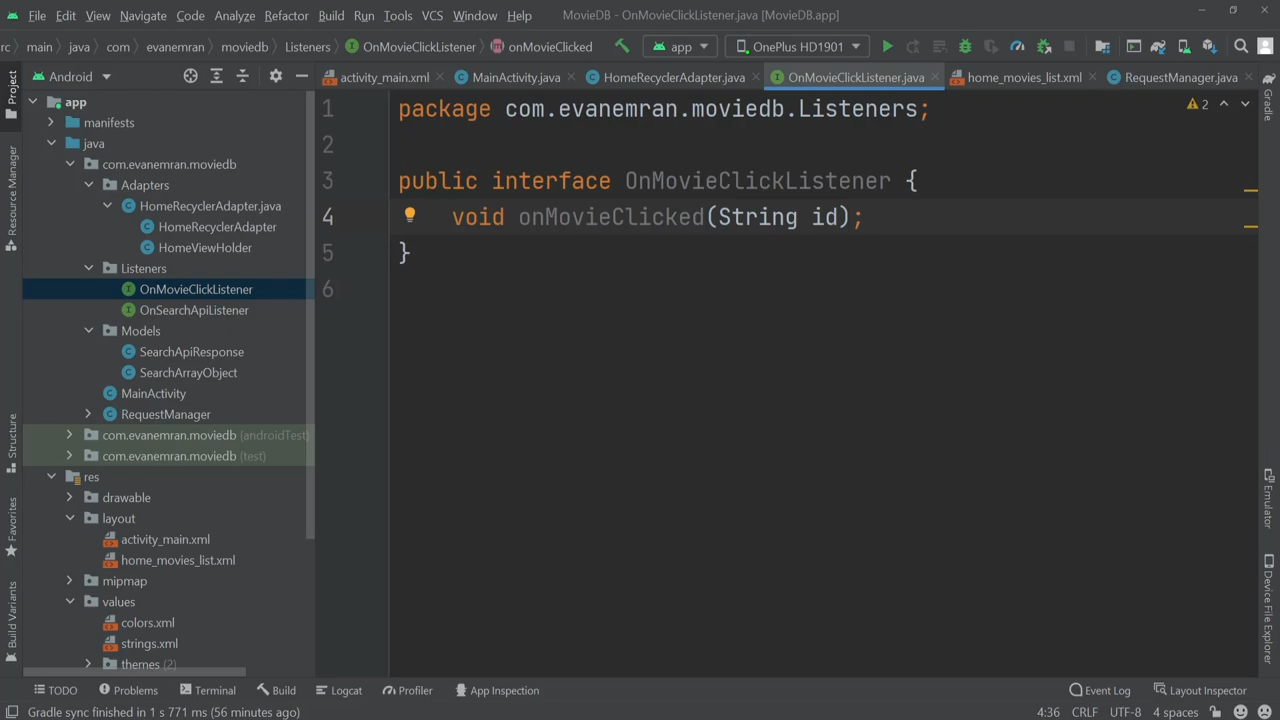 File Edit View Navigate Code Analyze Refactor Build Run Tools VCS Window Help MovieDB - OnMovieClickListener.java [MovieDB.app]
rc main java com evanemran moviedb Listeners OnMovieClickListener onMovieClicked app OnePlus HD1901
Android activity_main.xml MainActivity.java HomeRecyclerAdapter.java OnMovieClickListener.java home_movies_list.xml RequestManager.java
Project
Resource Manager
Structure
Favorites
Build Variants
app
manifests
java
com.evanemran.moviedb
Adapters
HomeRecyclerAdapter.java
HomeRecyclerAdapter
HomeViewHolder
Listeners
OnMovieClickListener
OnSearchApiListener
Models
SearchApiResponse
SearchArrayObject
MainActivity
RequestManager
com.evanemran.moviedb (androidTest)
com.evanemran.moviedb (test)
res
drawable
layout
activity_main.xml
home_movies_list.xml
mipmap
values
colors.xml
strings.xml
themes (2)
1 package com.evanemran.moviedb.Listeners;
2
3 public interface OnMovieClickListener {
4 void onMovieClicked(String id);
5 }
6
2
Gradle
Emulator
Device File Explorer
TODO Problems Terminal Build Logcat Profiler App Inspection Event Log Layout Inspector
Gradle sync finished in 1 s 771 ms (56 minutes ago) 4:36 CRLF UTF-8 4 spaces